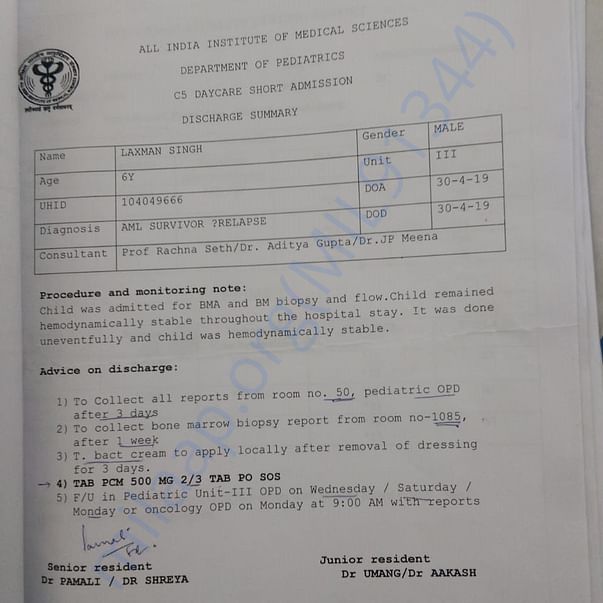 ALL INDIA INSTITUTE OF MEDICAL SCIENCES
DEPARTMENT OF PEDIATRICS
C5 DAYCARE SHORT ADMISSION
DISCHARGE SUMMARY
Name LAXMAN SINGH Gender MALE
Age 6Y Unit III
UHID 104049666 DOA 30-4-19
Diagnosis AML SURVIVOR ?RELAPSE DOD 30-4-19
Consultant Prof Rachna Seth/Dr. Aditya Gupta/Dr.JP Meena
Procedure and monitoring note:
Child was admitted for BMA and BM biopsy and flow.Child remained
hemodynamically stable throughout the hospital stay. It was done
uneventfully and child was hemodynamically stable.
Advice on discharge:
1) To Collect all reports from room no. 50, pediatric OPD
after 3 days
2) To collect bone marrow biopsy report from room no-1085,
after 1 week
3) T. bact cream to apply locally after removal of dressing
for 3 days.
→ 4) TAB PCM 500 MG 2/3 TAB PO SOS
5) F/U in Pediatric Unit-III OPD on Wednesday / Saturday /
Monday or oncology OPD on Monday at 9:00 AM with reports
Senior resident Junior resident
Dr PAMALI / DR SHREYA Dr UMANG/Dr AAKASH